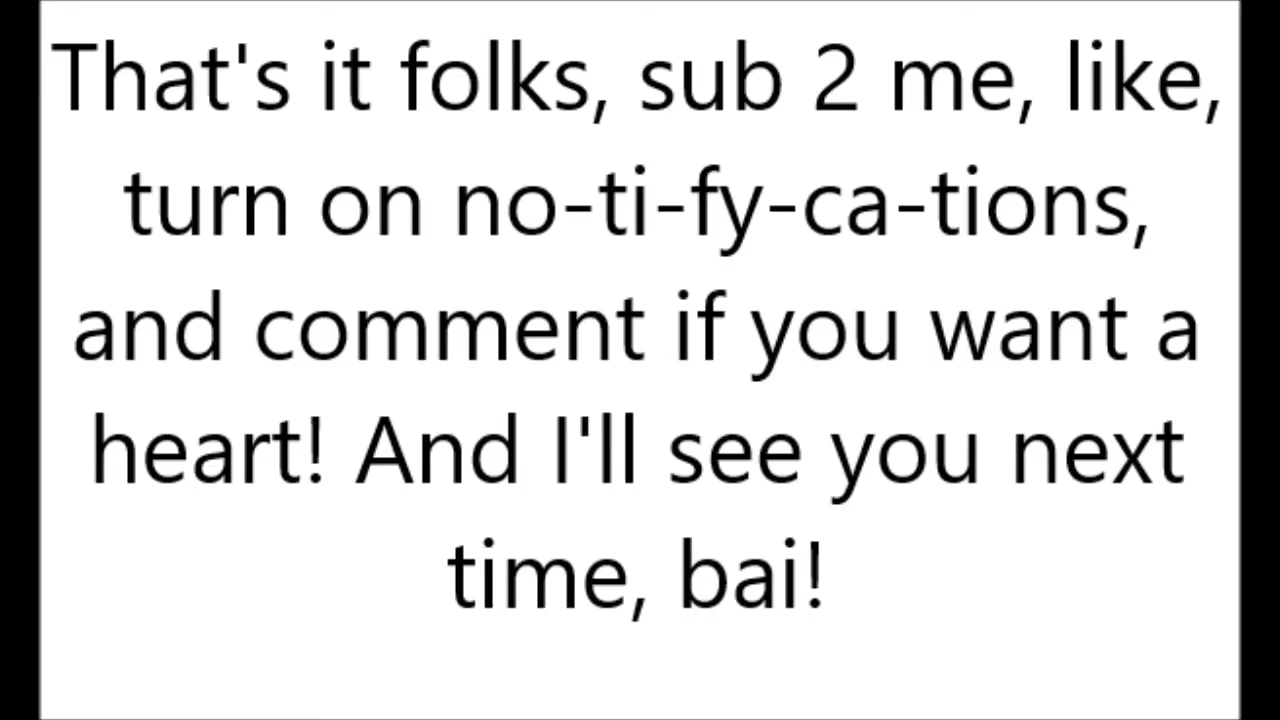 That's it folks, sub 2 me, like,
turn on no-ti-fy-ca-tions,
and comment if you want a
heart! And I'll see you next
time, bai!